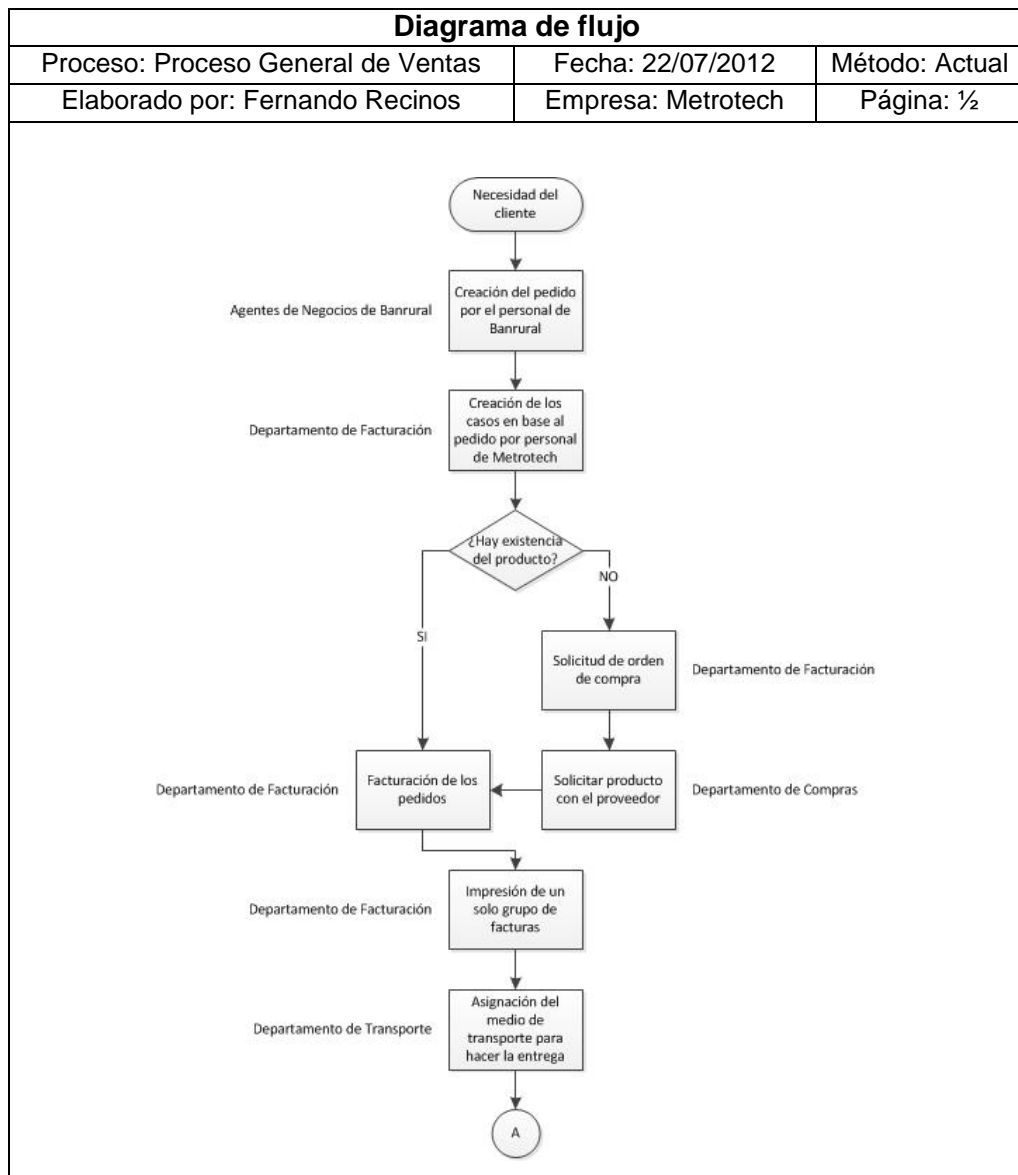 Diagrama de flujo
Proceso: Proceso General de Ventas
Fecha: 22/07/2012
Método: Actual
Elaborado por: Fernando Recinos
Empresa: Metrotech
Página: ½
Necesidad del
cliente
Agentes de Negocios de Banrural
Creación del pedido
por el personal de
Banrural
Departamento de Facturación
Creación de los
casos en base al
pedido por personal
de Metrotech
¿Hay existencia
del producto?
NO
SI
Solicitud de orden
de compra
Departamento de Facturación
Departamento de Facturación
Facturación de los
pedidos
Solicitar producto
con el proveedor
Departamento de Compras
Departamento de Facturación
Impresión de un
solo grupo de
facturas
Departamento de Transporte
Asignación del
medio de
transporte para
hacer la entrega
A